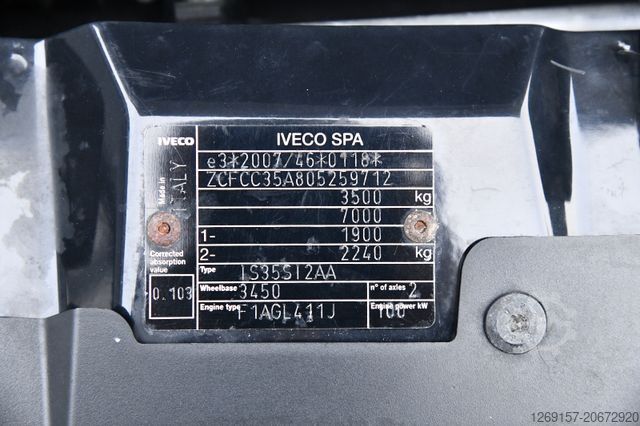 IVECO
IVECO SPA
e3*2007/46*0118*
ZCFCC35A805259712
3500 kg
7000
1- 1900
2- 2240 kg
Made in ITALY
Corrected absorption value
0.103
Type IS35SI2AA
Wheelbase 3450 n° of axles 2
Engine type F1AGL411J Engine power kW 100
1269157-20672920